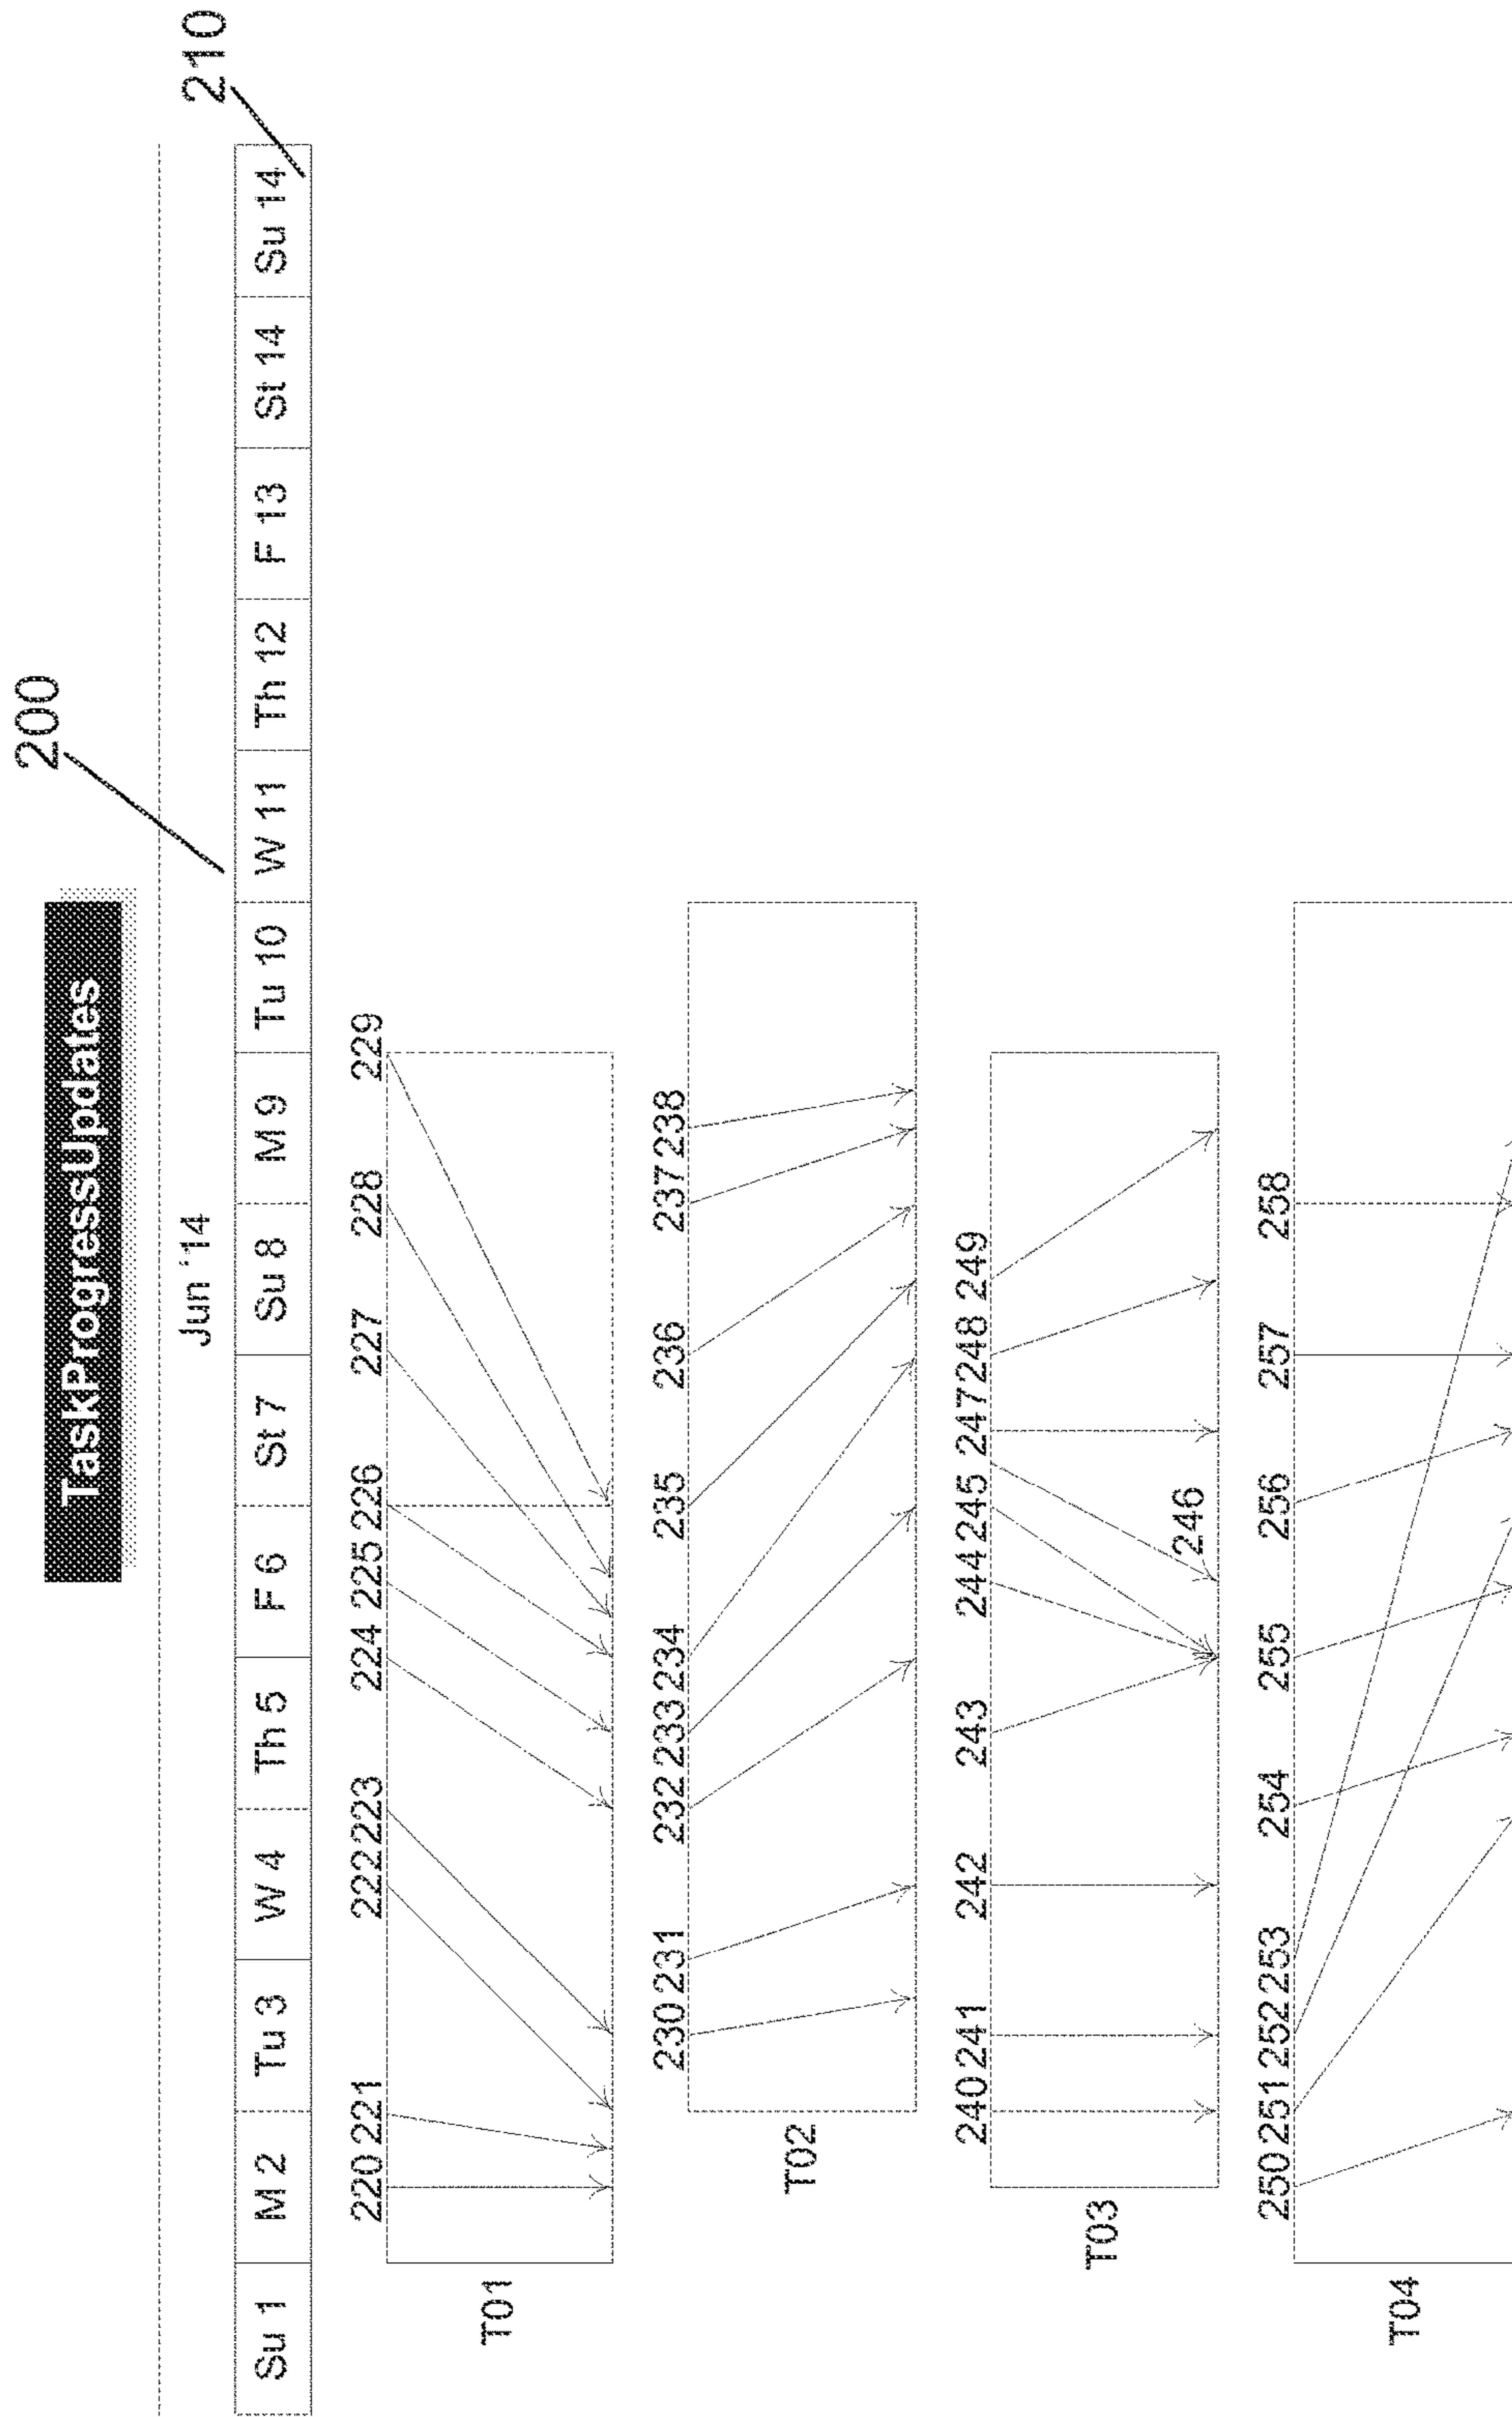 200
TaskProgressUpdates
210
Jun '14
Su 1 M 2 Tu 3 W 4 Th 5 F 6 St 7 Su 8 M 9 Tu 10 W 11 Th 12 F 13 St 14 Su 14
220 221 222 223 224 225 226 227 228 229
T01
230 231 232 233 234 235 236 237 238
T02
240 241 242 243 244 245 247 248 249
246
T03
250 251 252 253 254 255 256 257 258
T04